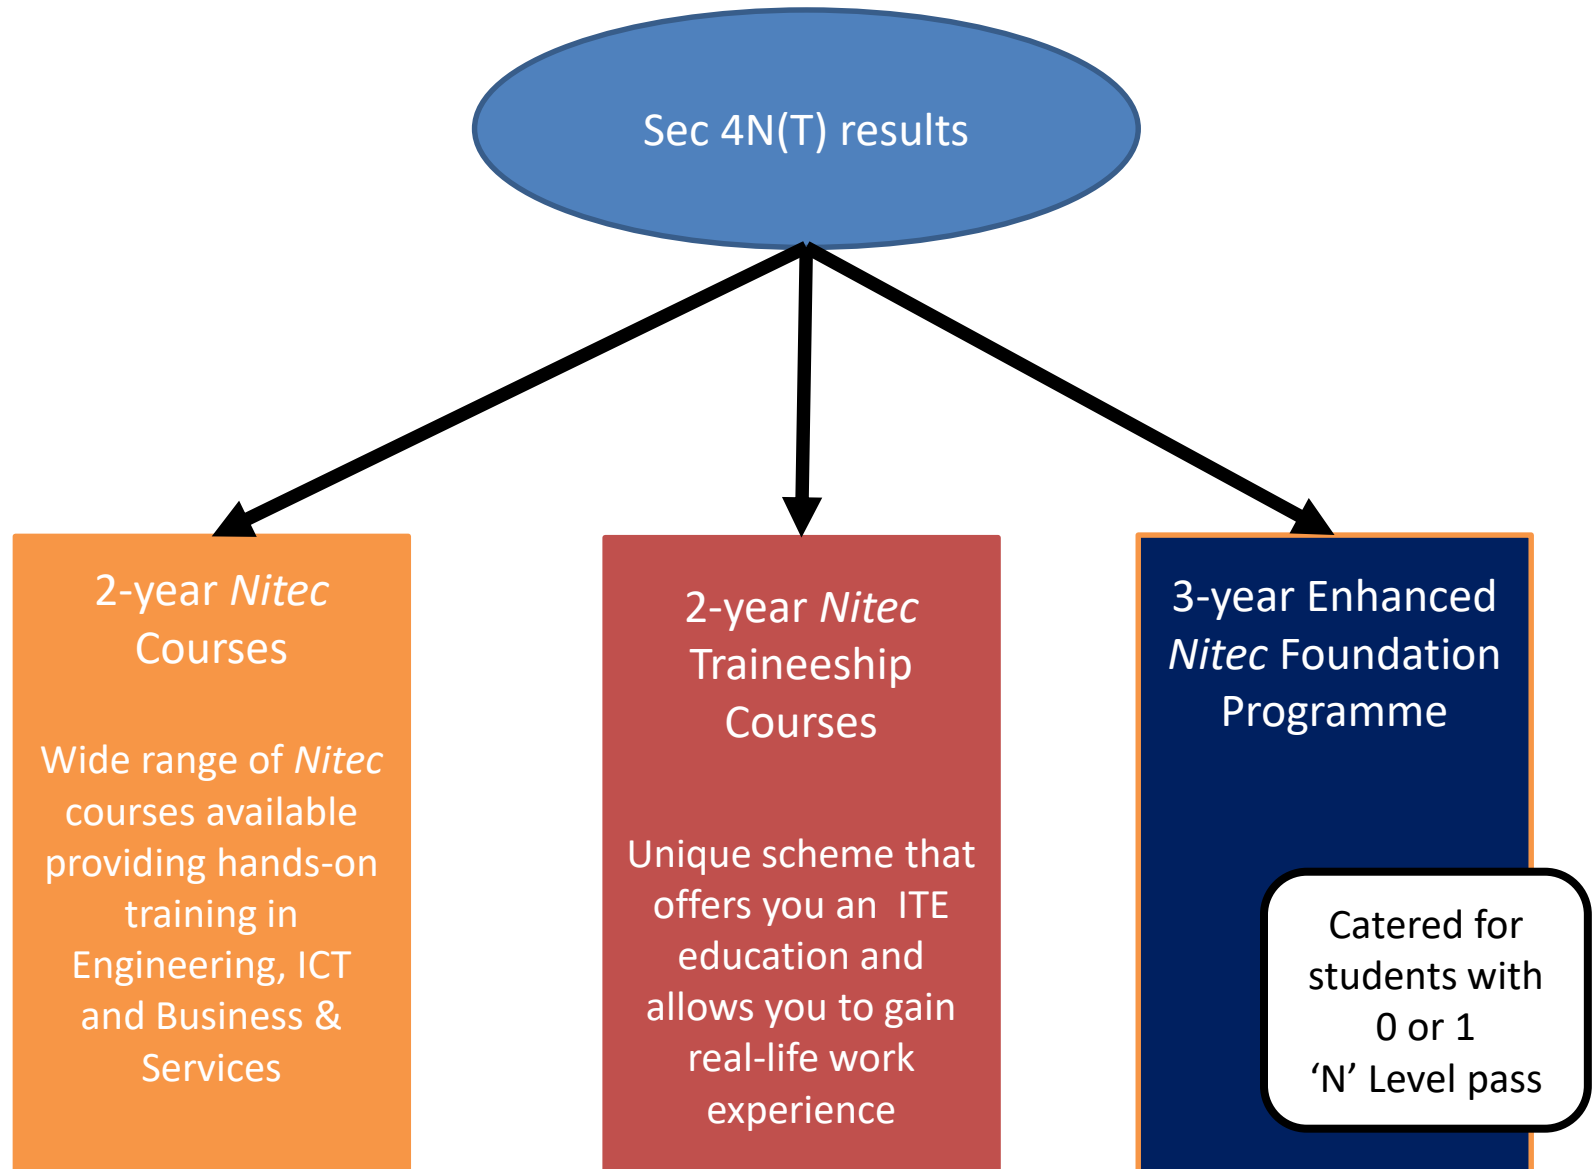 Sec 4N(T) results
2-year Nitec
Courses
Wide range of Nitec
courses available
providing hands-on
training in
Engineering, ICT
and Business &
Services
2-year Nitec
Traineeship
Courses
Unique scheme that
offers you an ITE
education and
allows you to gain
real-life work
experience
3-year Enhanced
Nitec Foundation
Programme
Catered for
students with
0 or 1
‘N’ Level pass